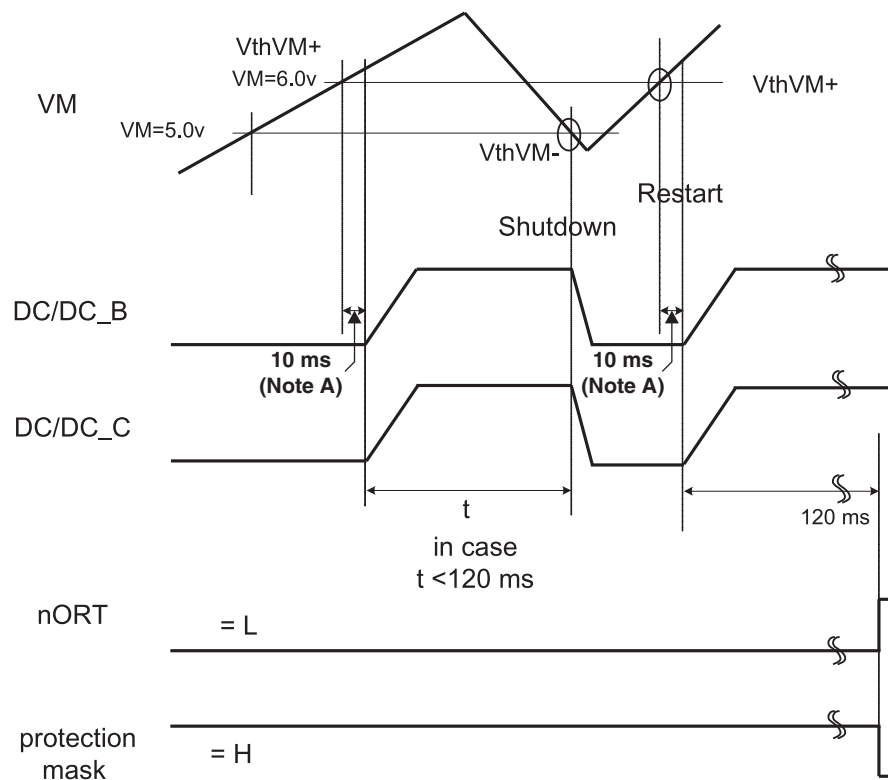 VthVM+
VM=6.0v
VM
VthVM+
VM=5.0v
VthVM-
Restart
Shutdown
DC/DC_B
10 ms
(Note A)
10 ms
(Note A)
DC/DC_C
t
120 ms
in case
t <120 ms
nORT
= L
protection
mask
= H